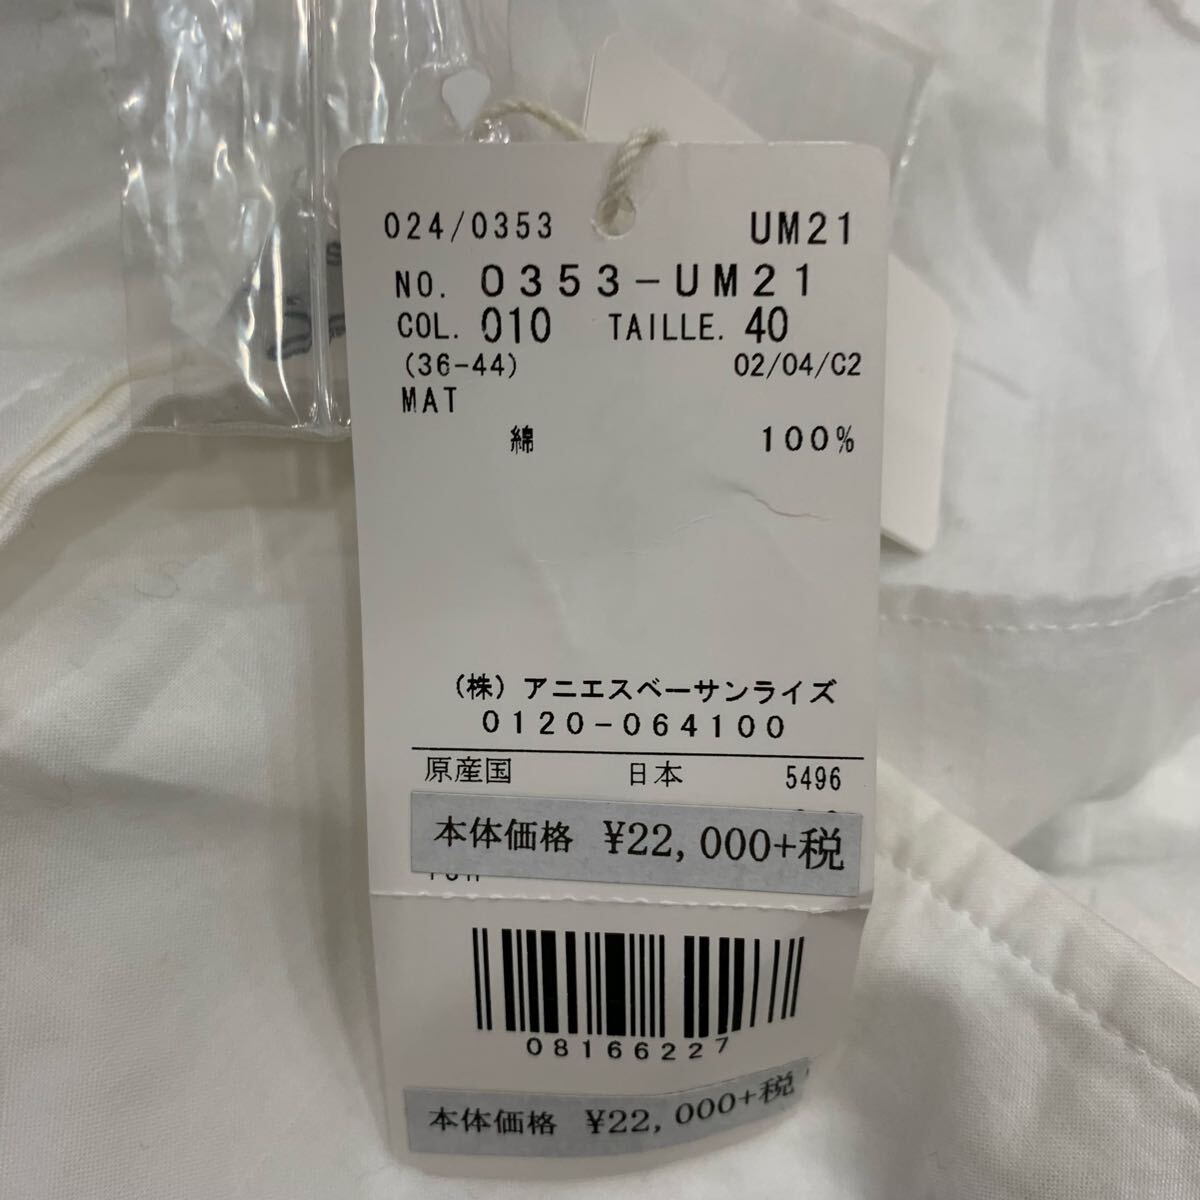 024/0353 UM21
NO. 0353-UM21
COL. 010 TAILLE. 40
(36-44) 02/04/C2
MAT
綿 100%
(株)アニエスベーサンライズ
0120-064100
原産国 日本 5496
本体価格 ¥22,000+税
08166227
本体価格 ¥22,000+税